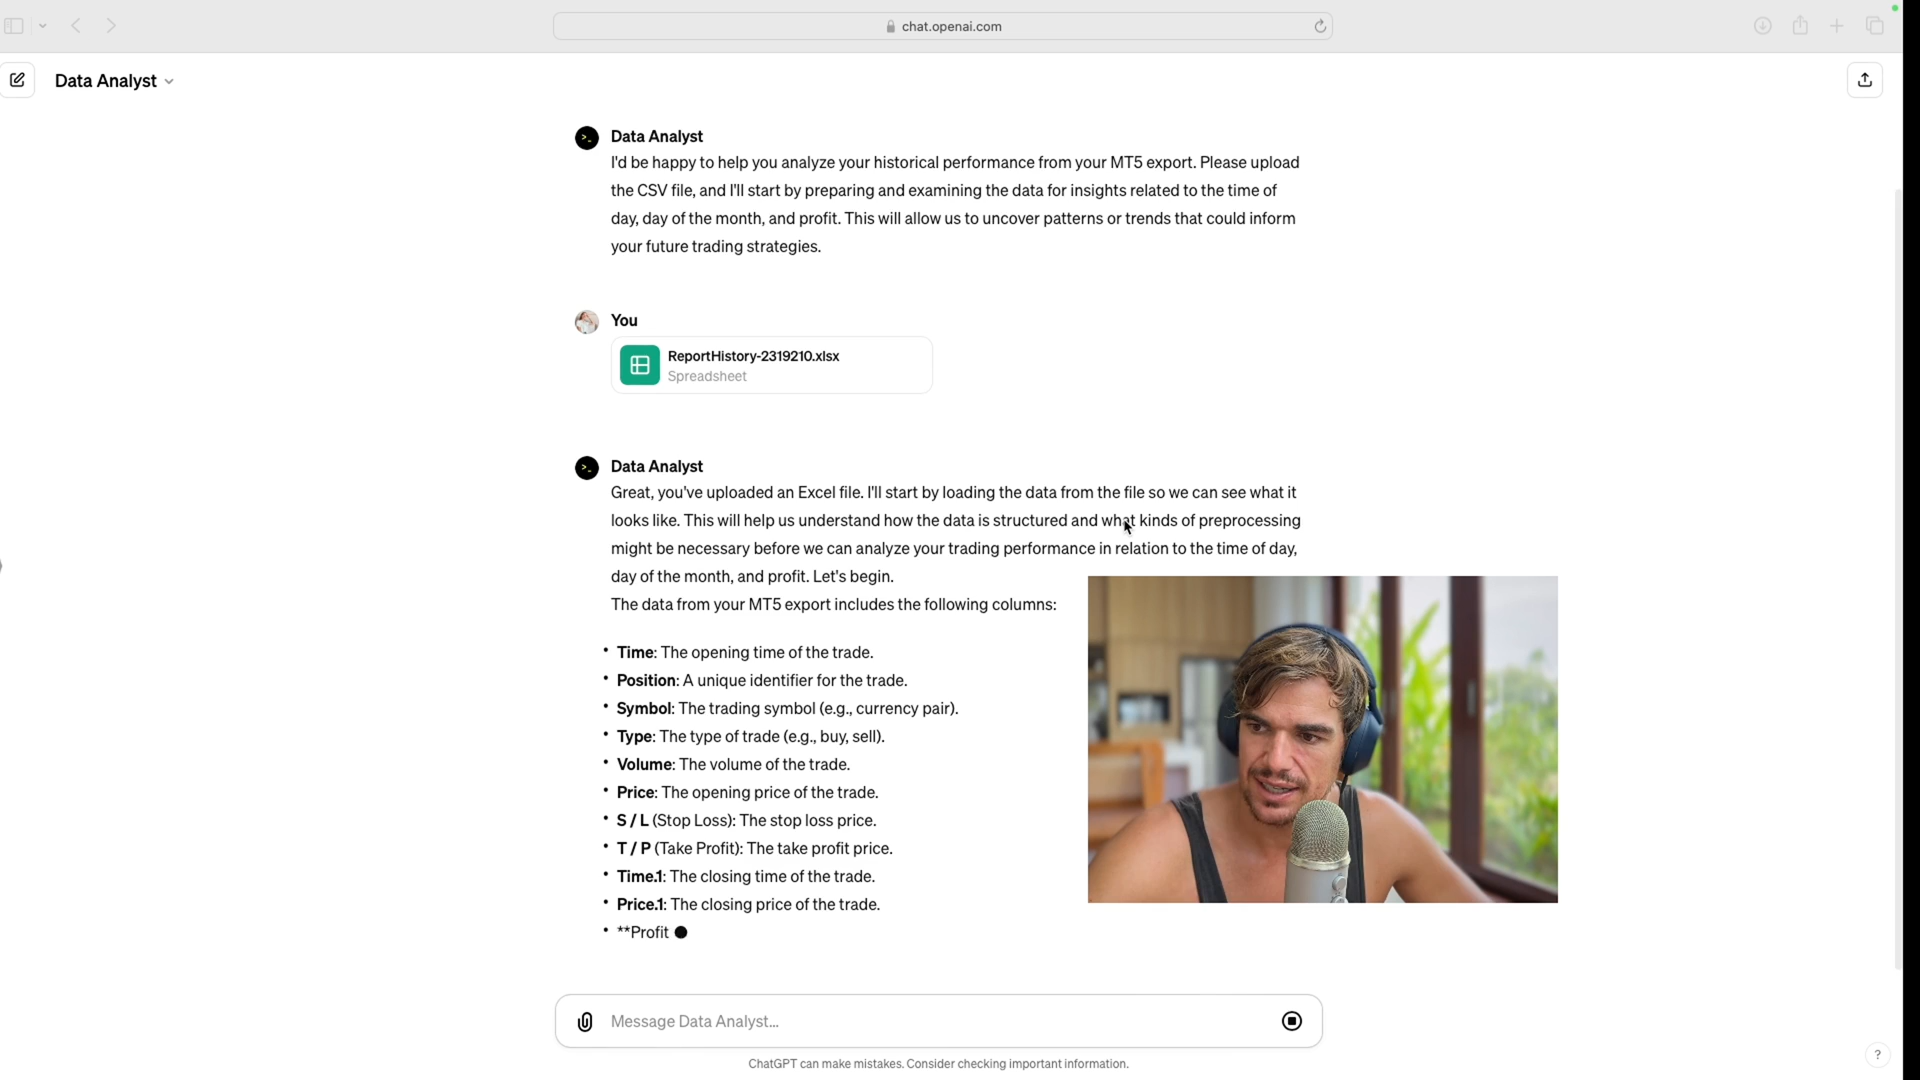 chat.openai.com
Data Analyst
Data Analyst
I'd be happy to help you analyze your historical performance from your MT5 export. Please upload
the CSV file, and I'll start by preparing and examining the data for insights related to the time of
day, day of the month, and profit. This will allow us to uncover patterns or trends that could inform
your future trading strategies.
You
ReportHistory-2319210.xlsx
Spreadsheet
Data Analyst
Great, you've uploaded an Excel file. I'll start by loading the data from the file so we can see what it
looks like. This will help us understand how the data is structured and what kinds of preprocessing
might be necessary before we can analyze your trading performance in relation to the time of day,
day of the month, and profit. Let's begin.
The data from your MT5 export includes the following columns:
• Time: The opening time of the trade.
• Position: A unique identifier for the trade.
• Symbol: The trading symbol (e.g., currency pair).
• Type: The type of trade (e.g., buy, sell).
• Volume: The volume of the trade.
• Price: The opening price of the trade.
• S / L (Stop Loss): The stop loss price.
• T / P (Take Profit): The take profit price.
• Time.1: The closing time of the trade.
• Price.1: The closing price of the trade.
• **Profit
Message Data Analyst...
ChatGPT can make mistakes. Consider checking important information.
?